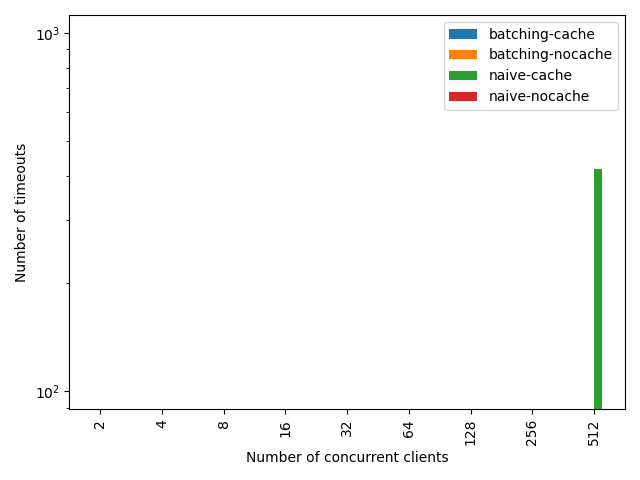 batching-cache
batching-nocache
naive-cache
naive-nocache
Number of timeouts
10³
10²
2
4
8
16
32
64
128
256
512
Number of concurrent clients